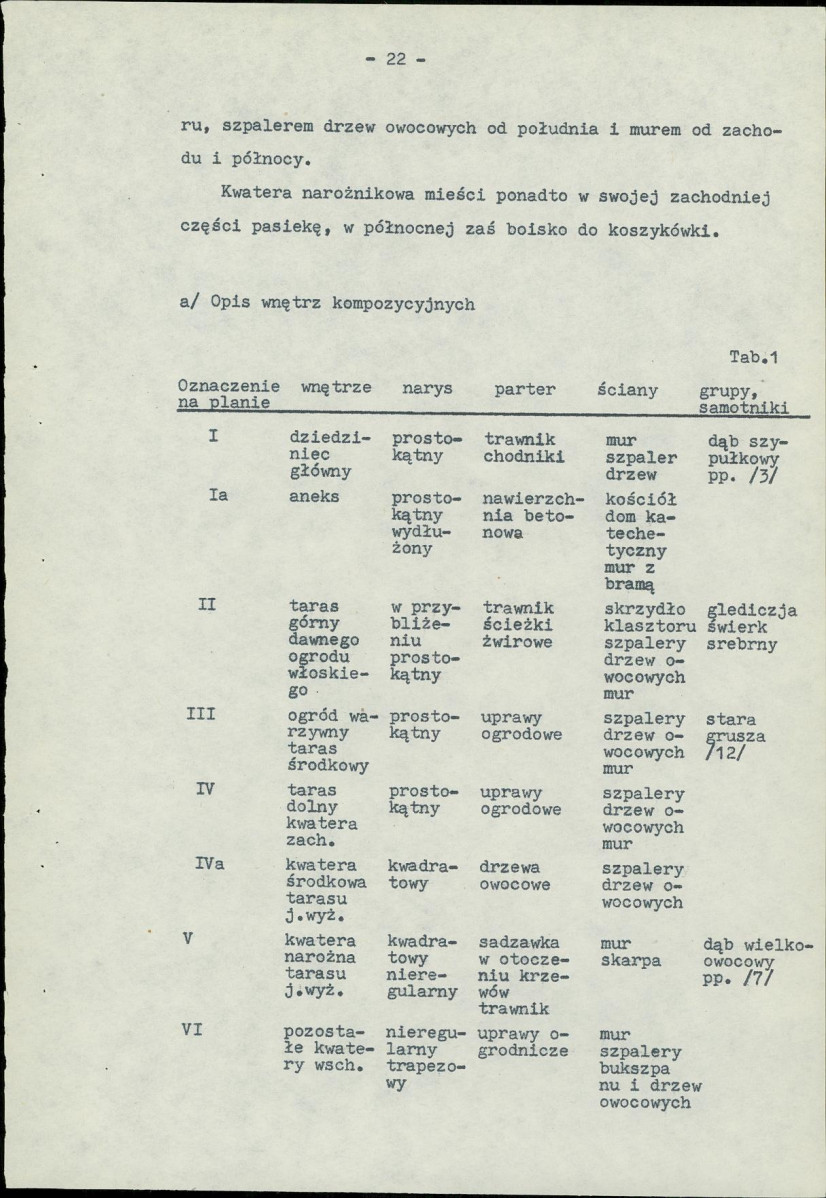 - 22 -
ru, szpalerem drzew owocowych od południa i murem od zacho-
du i północy.
Kwatera narożnikowa mieści ponadto w swojej zachodniej
części pasiekę, w północnej zaś boisko do koszykówki.
a/ Opis wnętrz kompozycyjnych
Tab.1
Oznaczenie wnętrze narys parter ściany grupy,
na planie samotniki
I dziedzi- prosto- trawnik mur dąb szy-
niec kątny chodniki szpaler pułkowy
główny drzew pp. /3/
Ia aneks prosto- nawierzch- kościół
kątny nia beto- dom ka-
wydłu- nowa teche-
żony tyczny
mur z
bramą
II taras w przy- trawnik skrzydło glediczja
górny bliże- ścieżki klasztoru świerk
dawnego niu żwirowe szpalery srebrny
ogrodu prosto- drzew o-
włoskie- kątny wocowych
go mur
III ogród wa- prosto- uprawy szpalery stara
rzywny kątny ogrodowe drzew o- grusza
taras wocowych /12/
środkowy mur
IV taras prosto- uprawy szpalery
dolny kątny ogrodowe drzew o-
kwatera wocowych
zach. mur
IVa kwatera kwadra- drzewa szpalery
środkowa towy owocowe drzew o-
tarasu wocowych
j.wyż.
V kwatera kwadra- sadzawka mur dąb wielko-
narożna towy w otocze- skarpa owocowy
tarasu niere- niu krze- pp. /7/
j.wyż. gularny wów
trawnik
VI pozosta- nieregu- uprawy o- mur
łe kwate- larny grodnicze szpalery
ry wsch. trapezo- bukszpa
wy nu i drzew
owocowych